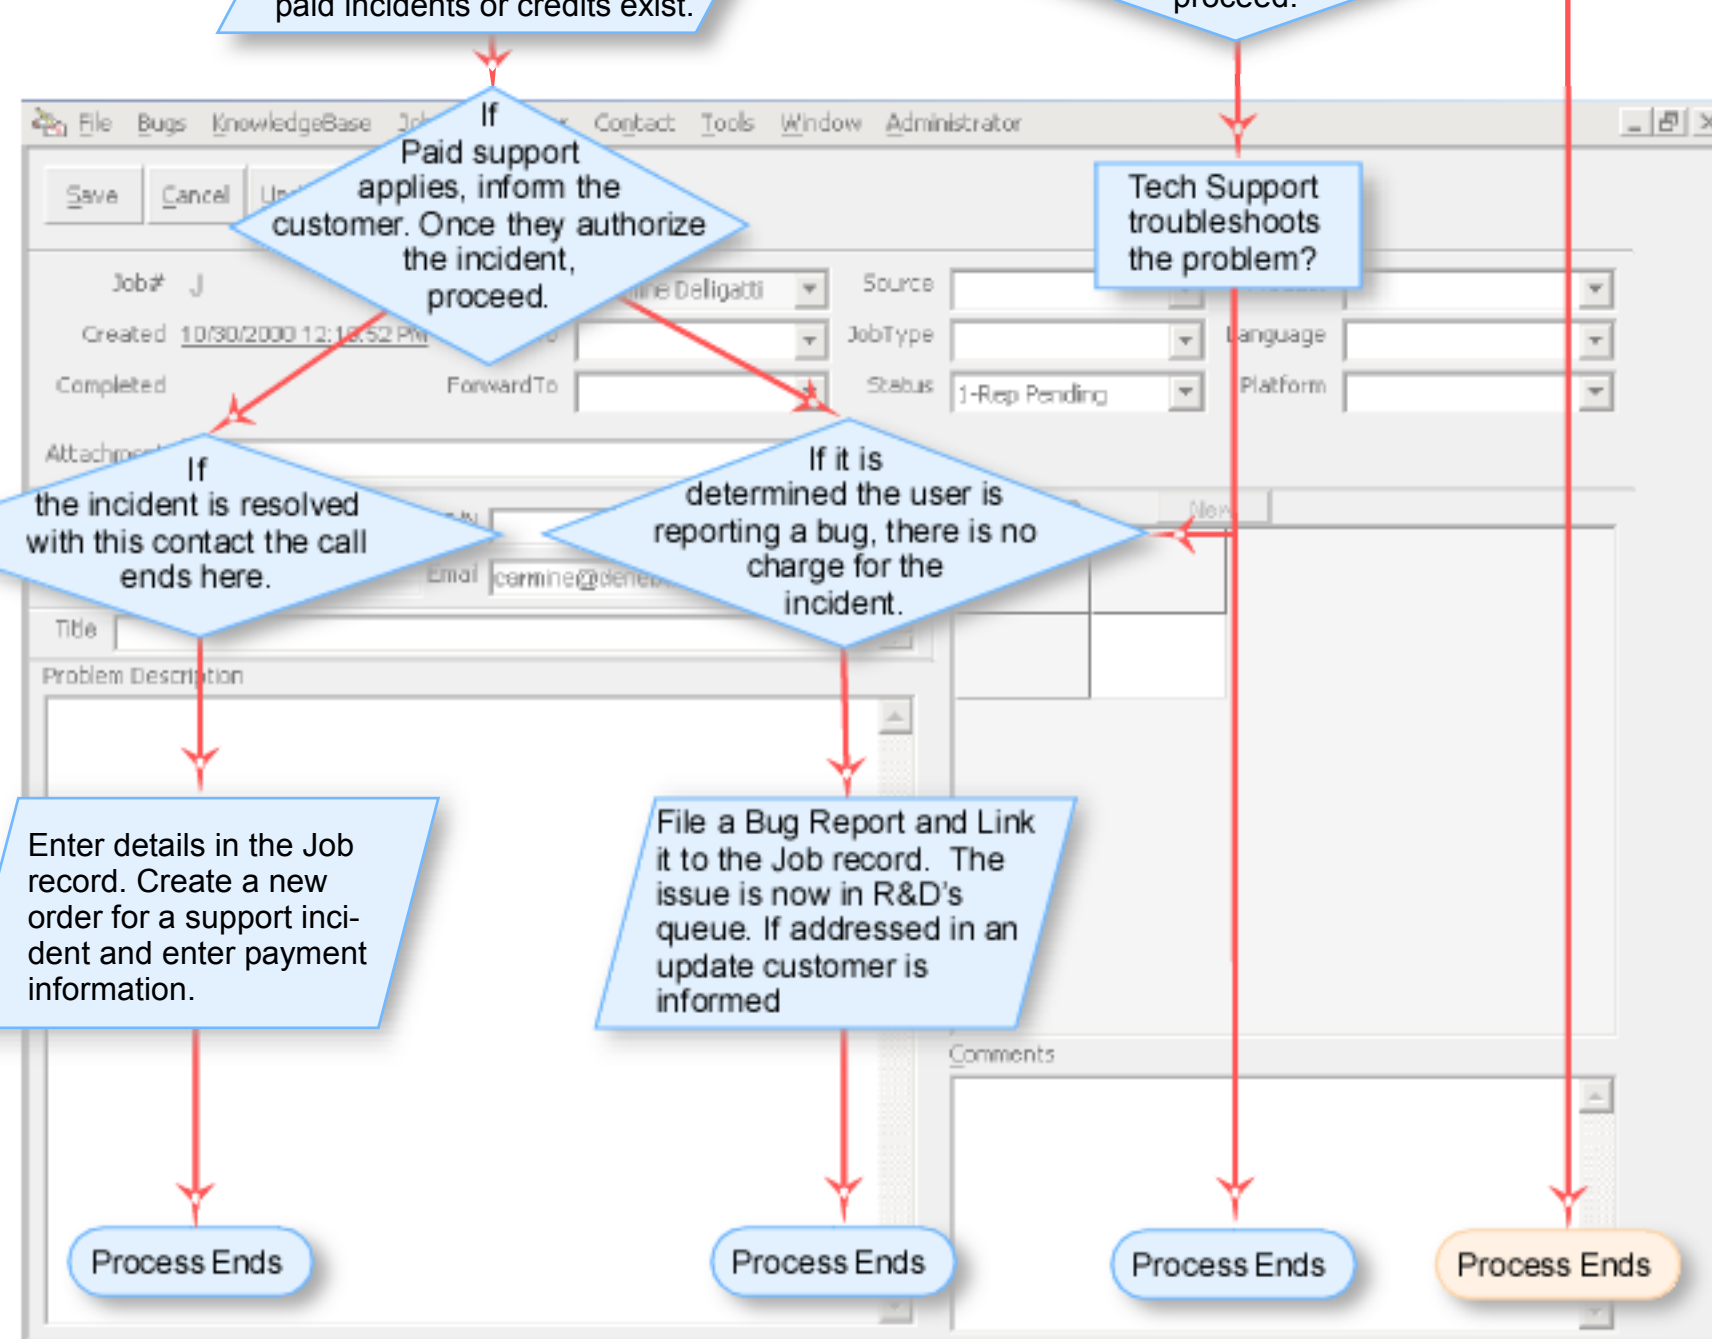 paid incidents or credits exist.
proceed.
File Bugs KnowledgeBase Contact Tools Window Administrator
If
Paid support
applies, inform the
customer. Once they authorize
the incident,
proceed.
Tech Support
troubleshoots
the problem?
Save Cancel
Job# J
Deligatti
Source
Created 10/30/2000 12:18:52 PM
JobType
Language
Completed
ForwardTo
Status 1-Rep Pending
Platform
If
the incident is resolved
with this contact the call
ends here.
If it is
determined the user is
reporting a bug, there is no
charge for the
incident.
New
Email
Title
Problem Description
Enter details in the Job
record. Create a new
order for a support inci-
dent and enter payment
information.
File a Bug Report and Link
it to the Job record. The
issue is now in R&D's
queue. If addressed in an
update customer is
informed
Comments
Process Ends
Process Ends
Process Ends
Process Ends